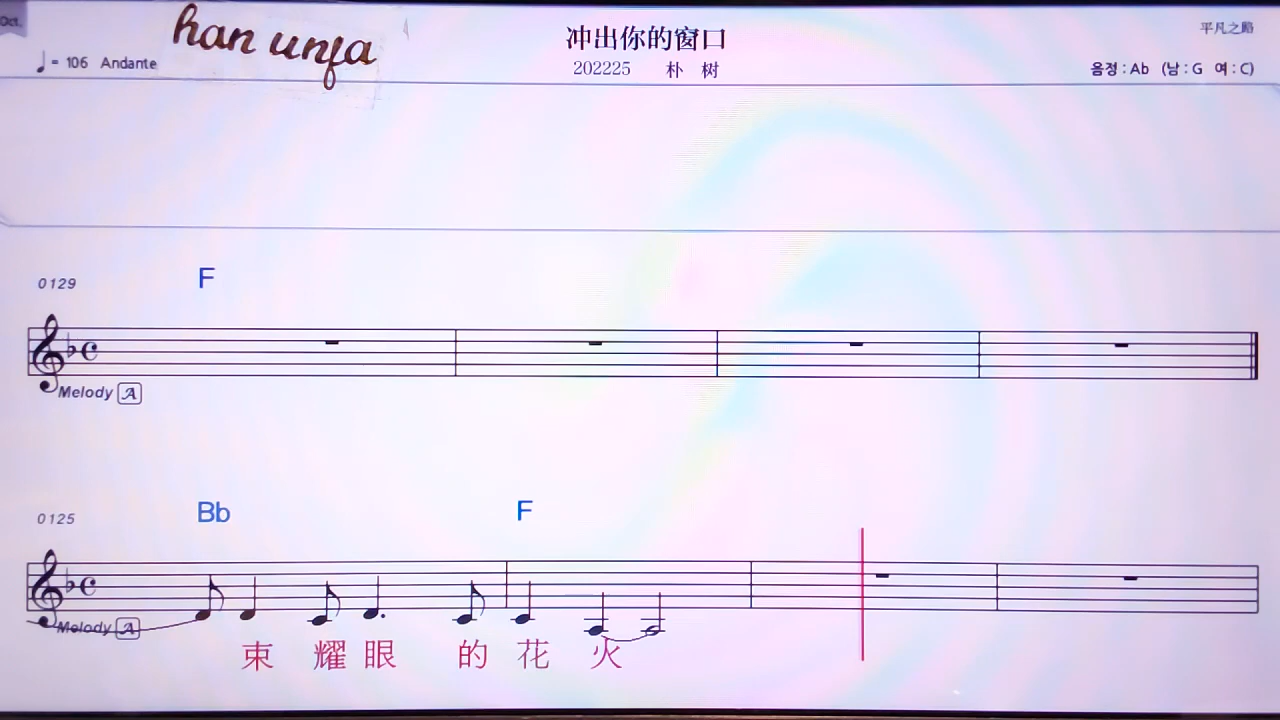 Oct.
han unfa
冲出你的窗口
平凡之路
♩= 106 Andante
202225 朴 树
음정 : Ab (남 : G 여 : C)
0129
F
Melody A
0125
Bb F
Melody A
束 耀 眼 的 花 火